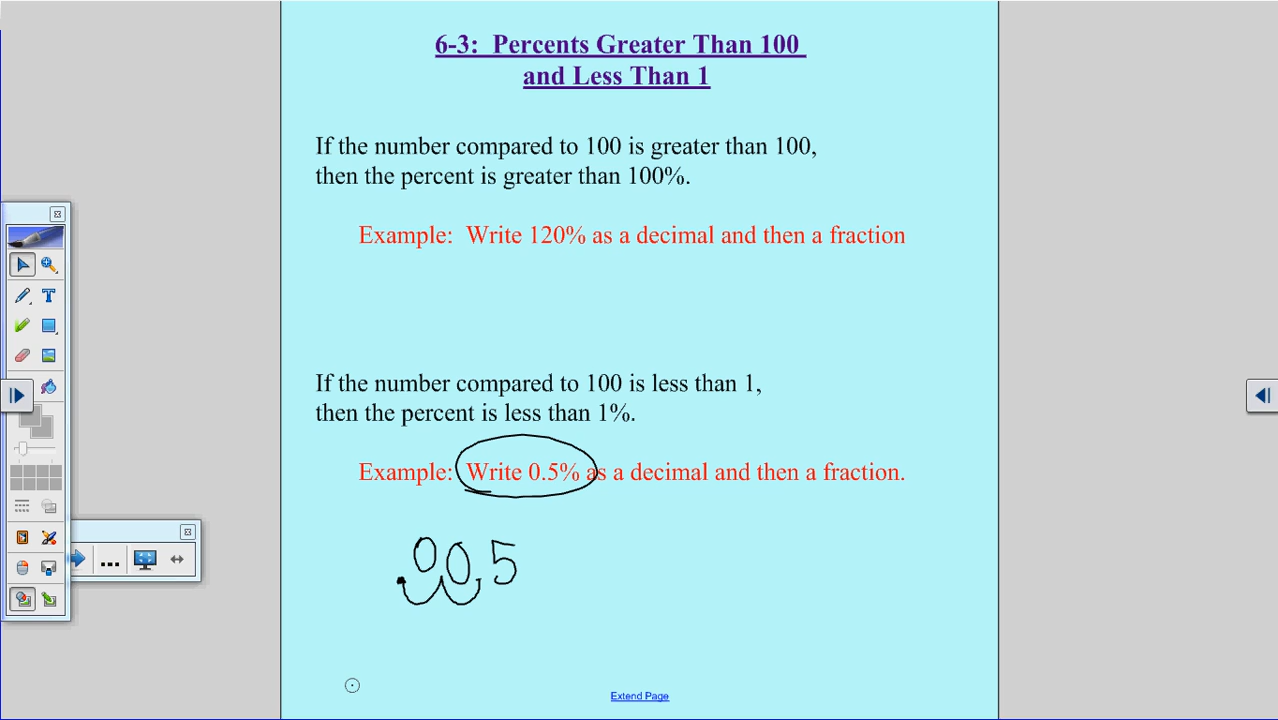 6-3: Percents Greater Than 100
and Less Than 1
If the number compared to 100 is greater than 100,
then the percent is greater than 100%.
Example: Write 120% as a decimal and then a fraction
If the number compared to 100 is less than 1,
then the percent is less than 1%.
Example: Write 0.5% as a decimal and then a fraction.
.00.5
Extend Page